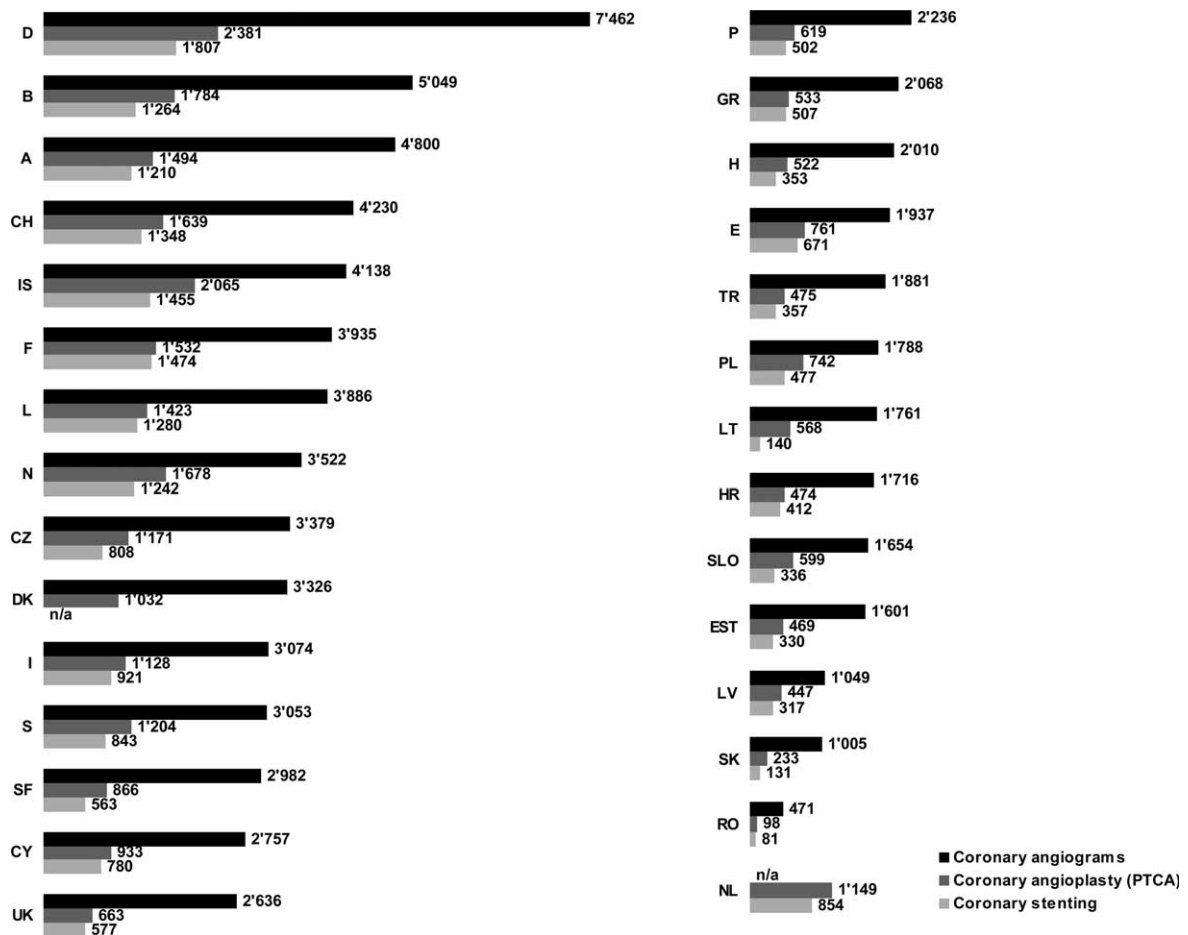 7'462
D 2'381
1'807
5'049
B 1'784
1'264
4'800
A 1'494
1'210
4'230
CH 1'639
1'348
4'138
IS 2'065
1'455
3'935
F 1'532
1'474
3'886
L 1'423
1'280
3'522
N 1'678
1'242
3'379
CZ 1'171
808
3'326
DK 1'032
n/a
3'074
I 1'128
921
3'053
S 1'204
843
2'982
SF 866
563
2'757
CY 933
780
2'636
UK 663
577
2'236
P 619
502
2'068
GR 533
507
2'010
H 522
353
1'937
E 761
671
1'881
TR 475
357
1'788
PL 742
477
1'761
LT 568
140
1'716
HR 474
412
1'654
SLO 599
336
1'601
EST 469
330
1'049
LV 447
317
1'005
SK 233
131
471
RO 98
81
n/a
NL 1'149
854
Coronary angiograms
Coronary angioplasty (PTCA)
Coronary stenting